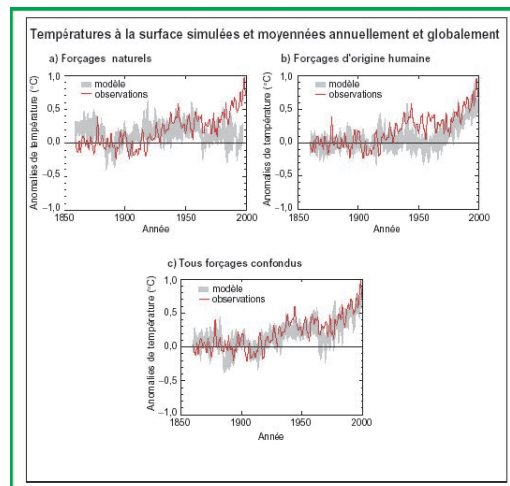 Températures à la surface simulées et moyennées annuellement et globalement
a) Forçages naturels
b) Forçages d'origine humaine
Anomalies de température (°C)
1,0
0,5
0,0
−0,5
−1,0
modèle
observations
1850
1900
1950
2000
Année
Anomalies de température (°C)
1,0
0,5
0,0
−0,5
−1,0
modèle
observations
1850
1900
1950
2000
Année
c) Tous forçages confondus
Anomalies de température (°C)
1,0
0,5
0,0
−0,5
−1,0
modèle
observations
1850
1900
1950
2000
Année